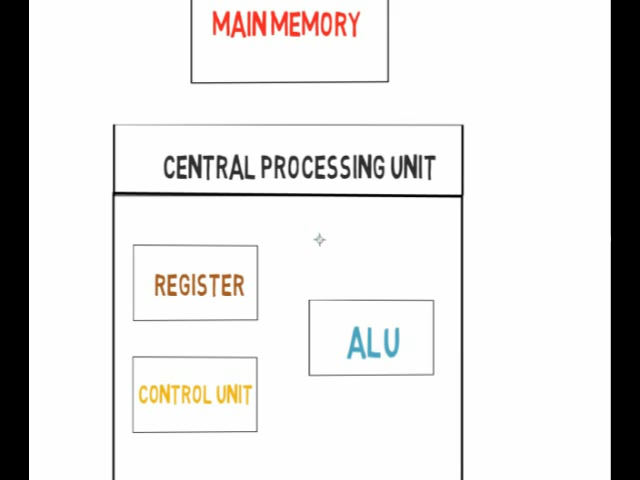 MAIN MEMORY
CENTRAL PROCESSING UNIT
REGISTER
ALU
CONTROL UNIT